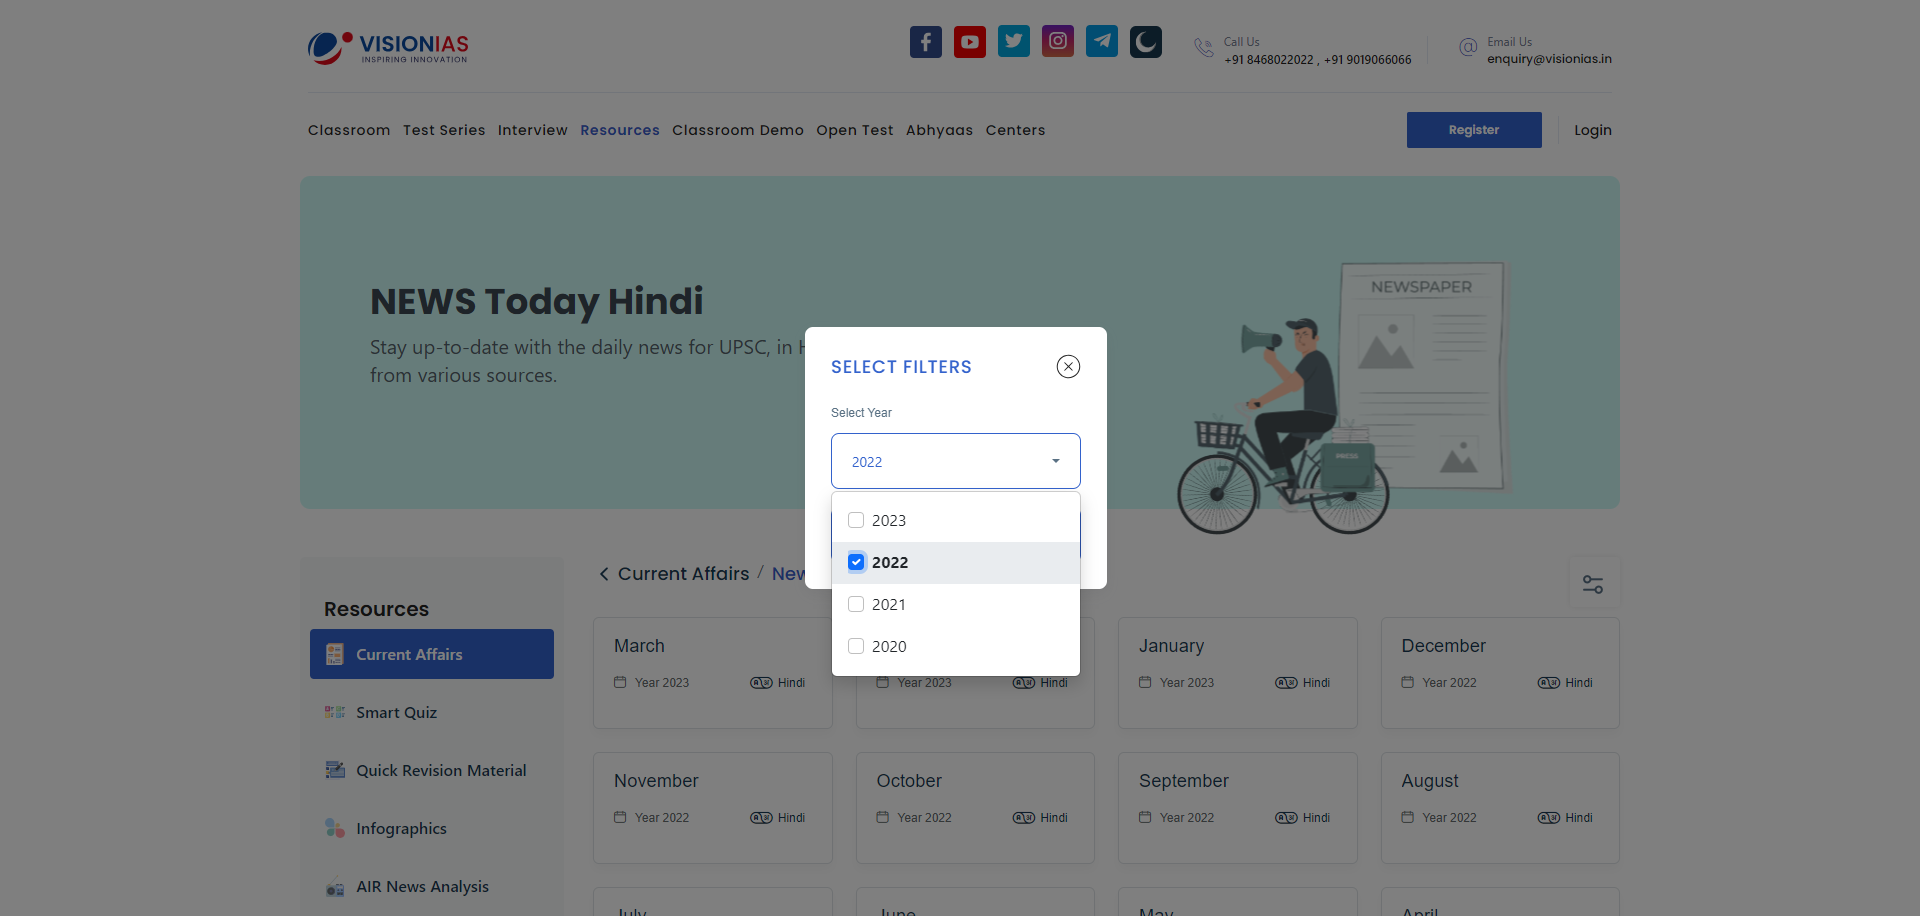 VISIONIAS
INSPIRING INNOVATION
Call Us
+91 8468022022 , +91 9019066066
Email Us
enquiry@visionias.in
Classroom Test Series Interview Resources Classroom Demo Open Test Abhyaas Centers
Register
Login
NEWS Today Hindi
Stay up-to-date with the daily news for UPSC, in
from various sources.
NEWSPAPER
PRESS
SELECT FILTERS
Select Year
2022
2023
2022
2021
2020
Resources
Current Affairs
Smart Quiz
Quick Revision Material
Infographics
AIR News Analysis
Current Affairs /
March
Year 2023
Hindi
Year 2023
Hindi
January
Year 2023
Hindi
December
Year 2022
Hindi
November
Year 2022
Hindi
October
Year 2022
Hindi
September
Year 2022
Hindi
August
Year 2022
Hindi
July
June
May
April